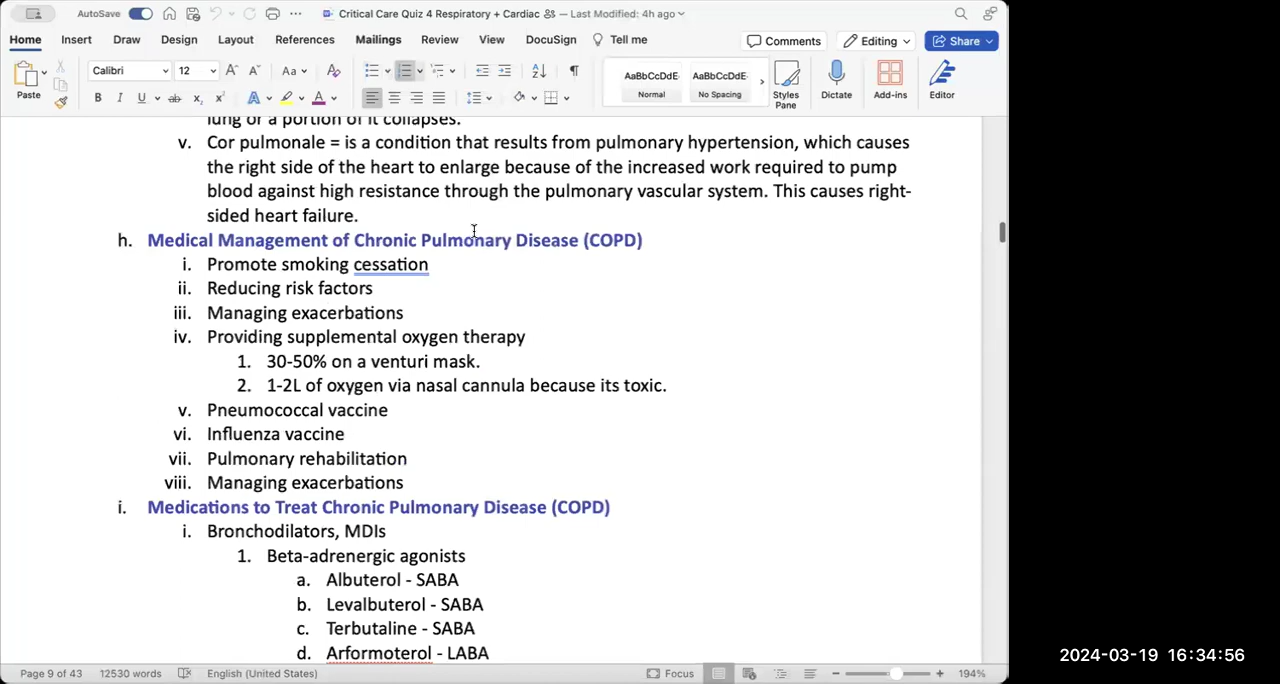 AutoSave
Critical Care Quiz 4 Respiratory + Cardiac — Last Modified: 4h ago
Home Insert Draw Design Layout References Mailings Review View DocuSign Tell me Comments Editing Share
Calibri 12 Aa
AaBbCcDdE AaBbCcDdE
Paste B I U ab x₂ x² A A Normal No Spacing Styles Pane Dictate Add-ins Editor
lung or a portion of it collapses.
v. Cor pulmonale = is a condition that results from pulmonary hypertension, which causes
the right side of the heart to enlarge because of the increased work required to pump
blood against high resistance through the pulmonary vascular system. This causes right-
sided heart failure.
h. Medical Management of Chronic Pulmonary Disease (COPD)
i. Promote smoking cessation
ii. Reducing risk factors
iii. Managing exacerbations
iv. Providing supplemental oxygen therapy
1. 30-50% on a venturi mask.
2. 1-2L of oxygen via nasal cannula because its toxic.
v. Pneumococcal vaccine
vi. Influenza vaccine
vii. Pulmonary rehabilitation
viii. Managing exacerbations
i. Medications to Treat Chronic Pulmonary Disease (COPD)
i. Bronchodilators, MDIs
1. Beta-adrenergic agonists
a. Albuterol - SABA
b. Levalbuterol - SABA
c. Terbutaline - SABA
d. Arformoterol - LABA
2024-03-19 16:34:56
Page 9 of 43 12530 words English (United States) Focus 194%